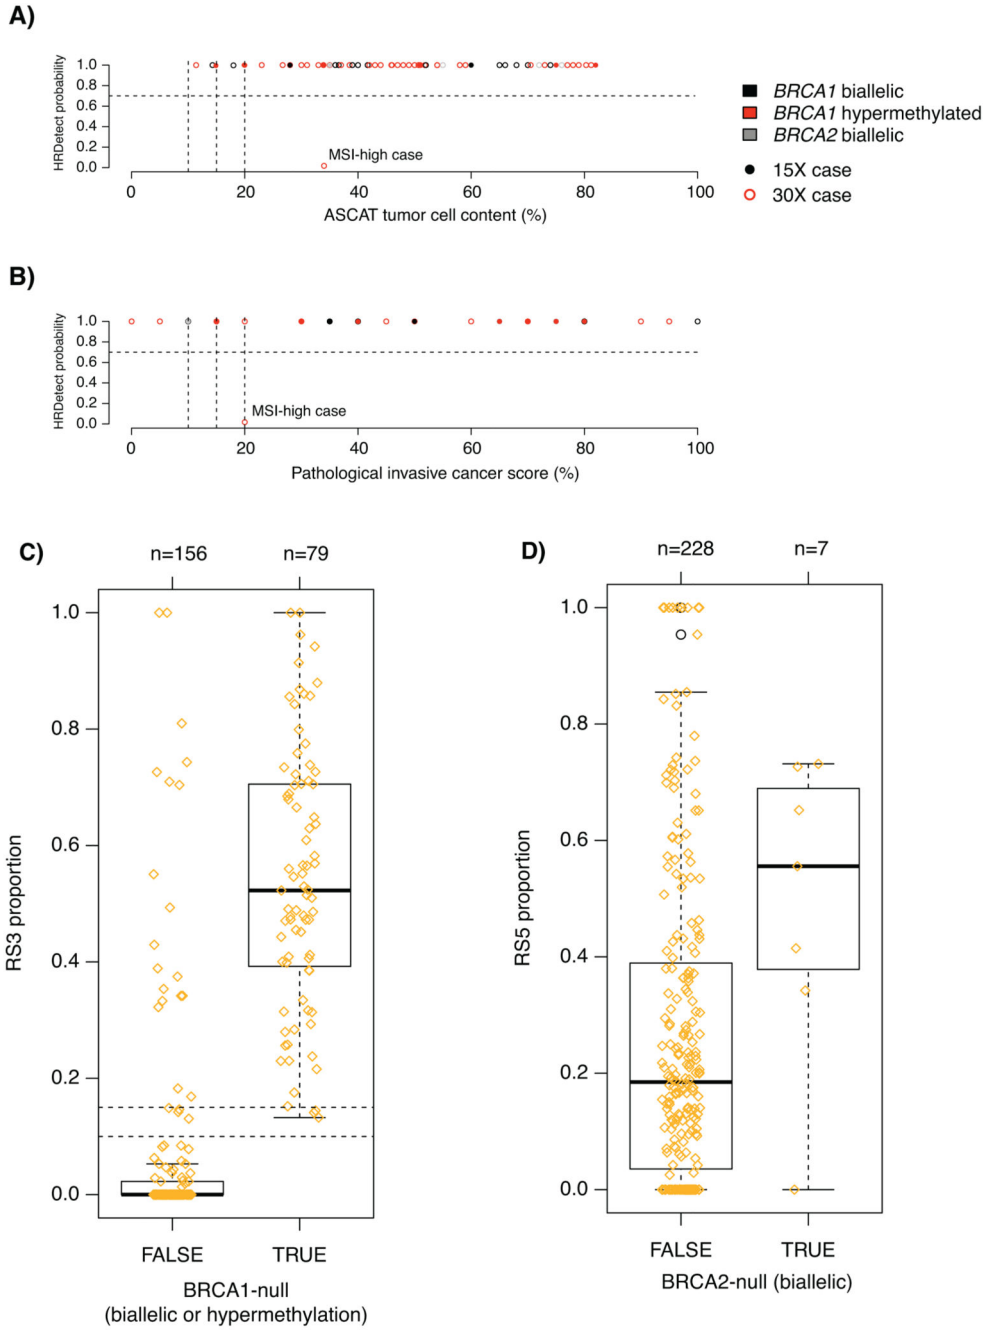 A)
HRDetect probability
1.0
0.8
0.6
0.4
0.2
0.0
MSI-high case
0 20 40 60 80 100
ASCAT tumor cell content (%)
BRCA1 biallelic
BRCA1 hypermethylated
BRCA2 biallelic
15X case
30X case
B)
HRDetect probability
1.0
0.8
0.6
0.4
0.2
0.0
MSI-high case
0 20 40 60 80 100
Pathological invasive cancer score (%)
C)
n=156 n=79
RS3 proportion
1.0
0.8
0.6
0.4
0.2
0.0
FALSE TRUE
BRCA1-null
(biallelic or hypermethylation)
D)
n=228 n=7
RS5 proportion
1.0
0.8
0.6
0.4
0.2
0.0
FALSE TRUE
BRCA2-null (biallelic)